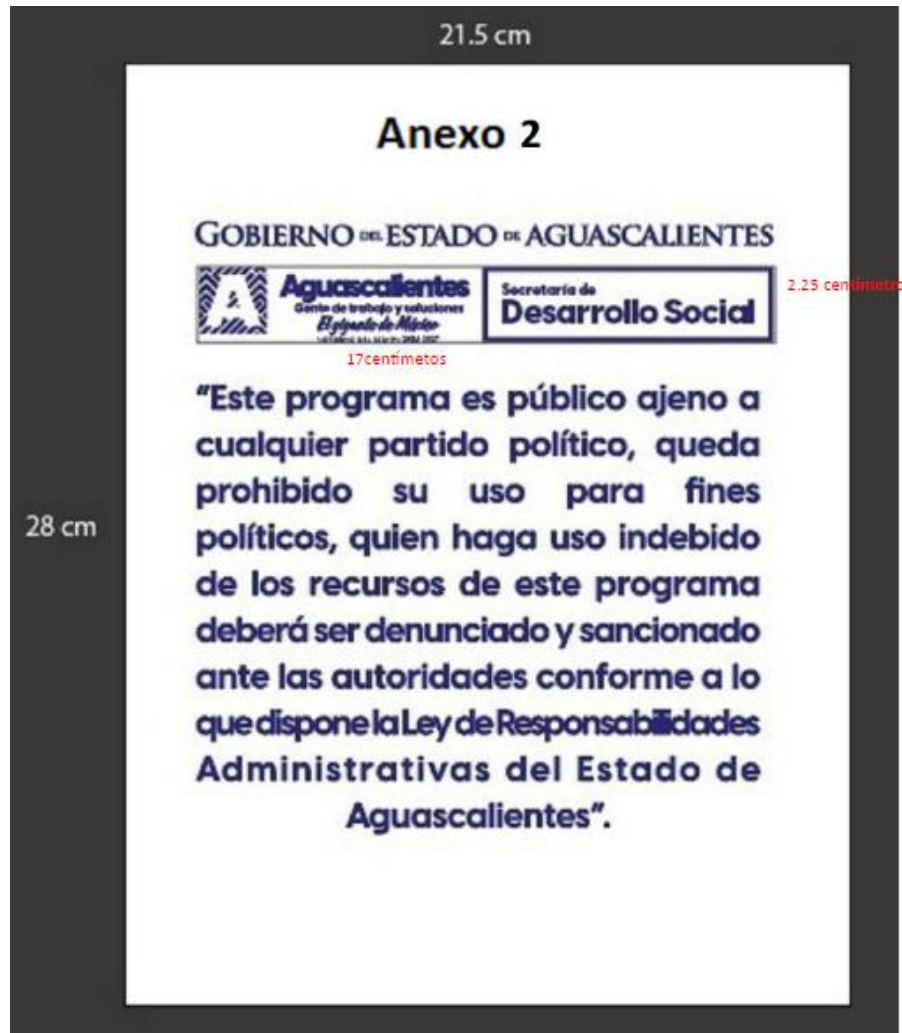 21.5 cm
Anexo 2
GOBIERNO DEL ESTADO DE AGUASCALIENTES
Aguascalientes
Gente de trabajo y soluciones
El gigante de México
Secretaría de
Desarrollo Social
2.25 centímetro
17centímetos
“Este programa es público ajeno a
cualquier partido político, queda
prohibido su uso para fines
políticos, quien haga uso indebido
de los recursos de este programa
deberá ser denunciado y sancionado
ante las autoridades conforme a lo
que dispone la Ley de Responsabilidades
Administrativas del Estado de
Aguascalientes”.
28 cm